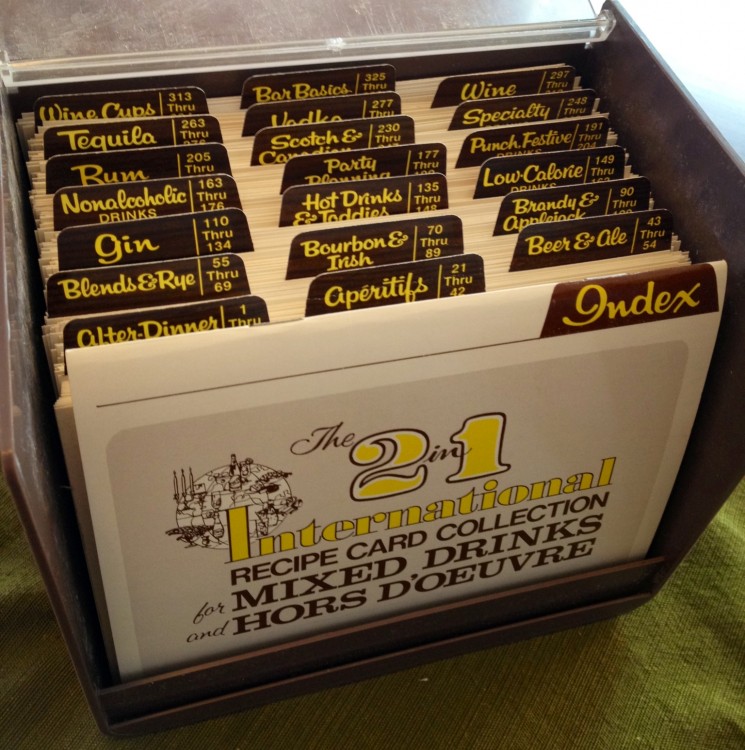 Bar Basics
325
Thru
Wine
297
Thru
Wine Cups
313
Thru
Vodka
277
Thru
Specialty
248
Thru
Tequila
263
Thru
276
Scotch &
Canadian
230
Thru
Punch, Festive
DRINKS
191
Thru
204
Rum
205
Thru
Party
Planning
177
Thru
Low-Calorie
DRINKS
149
Thru
162
Nonalcoholic
DRINKS
163
Thru
176
Hot Drinks
& Toddies
135
Thru
148
Brandy &
Applejack
90
Thru
Gin
110
Thru
134
Bourbon &
Irish
70
Thru
89
Beer & Ale
43
Thru
54
Blends & Rye
55
Thru
69
Apéritifs
21
Thru
42
After-Dinner
1
Thru
Index
The 2 in 1
International
RECIPE CARD COLLECTION
for MIXED DRINKS
and HORS D'OEUVRE